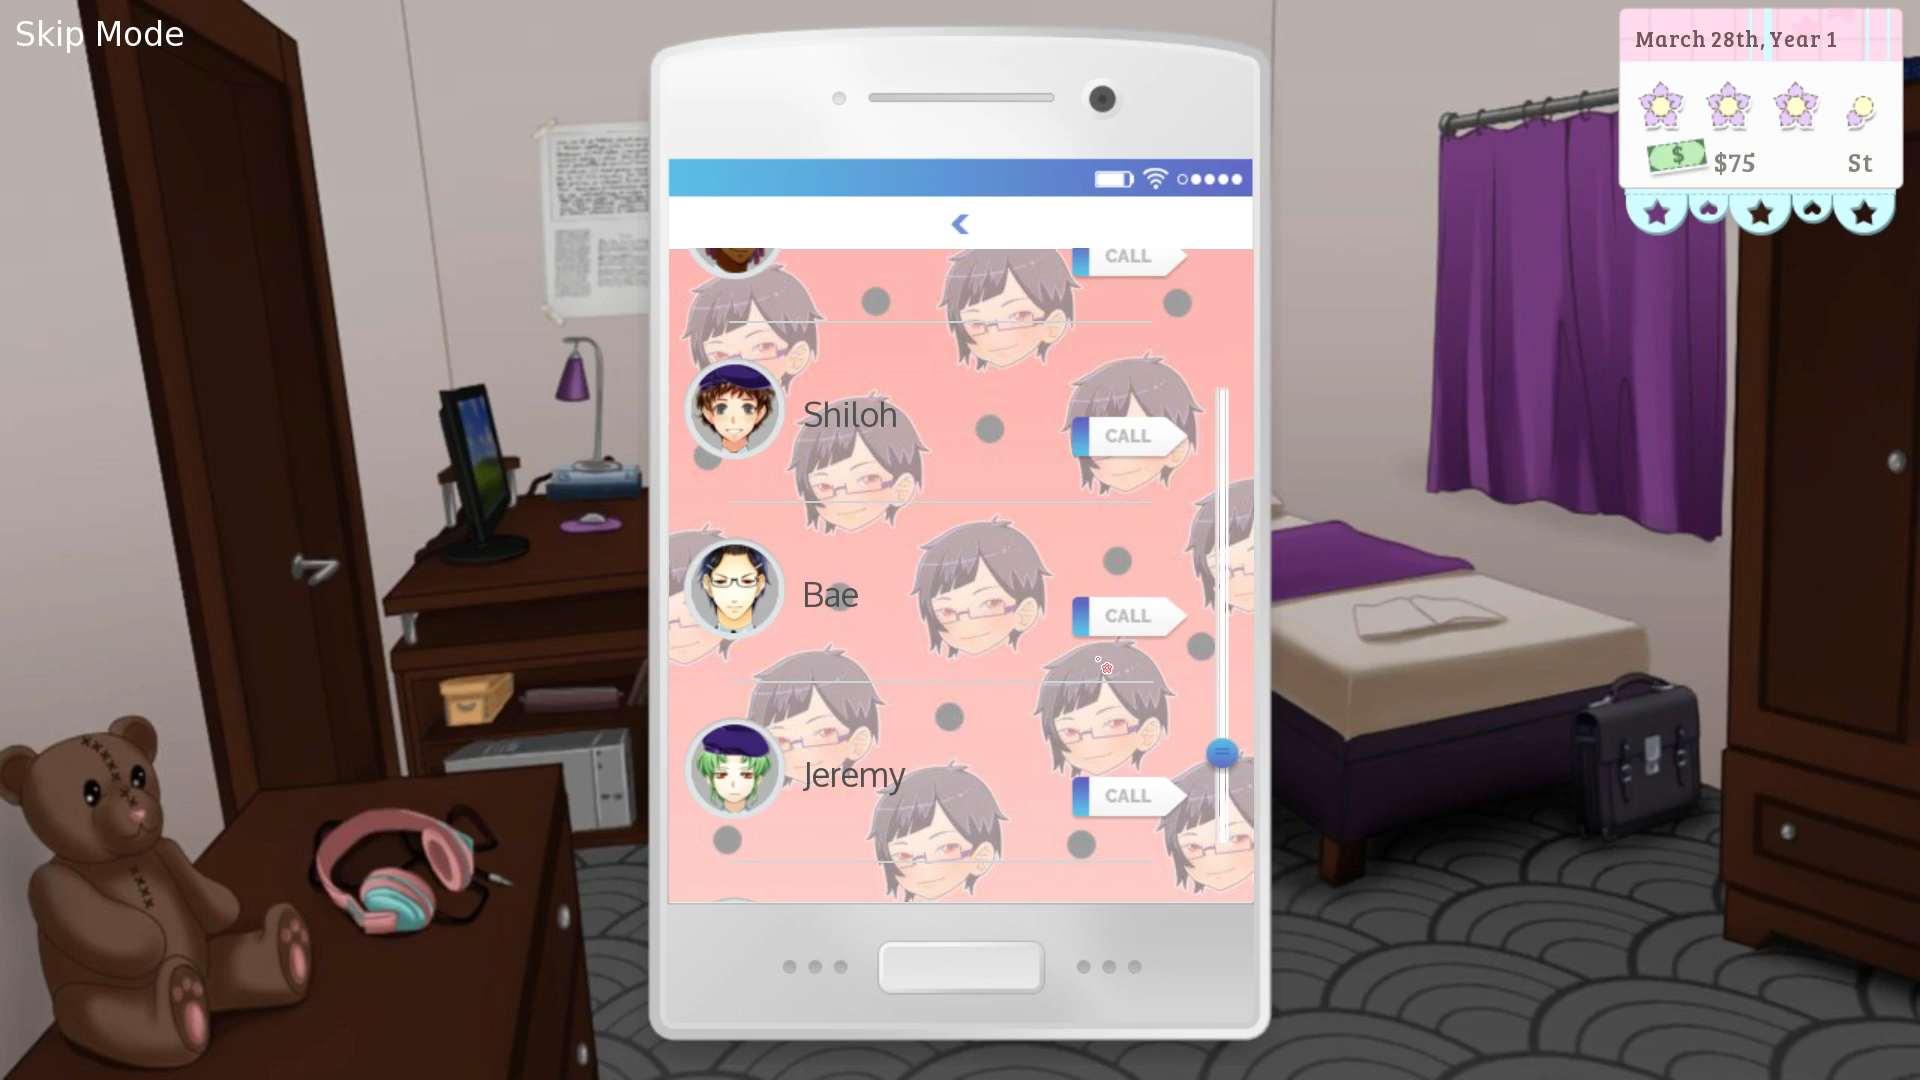 Skip Mode
March 28th, Year 1
$75
St
CALL
Shiloh
CALL
Bae
CALL
Jeremy
CALL